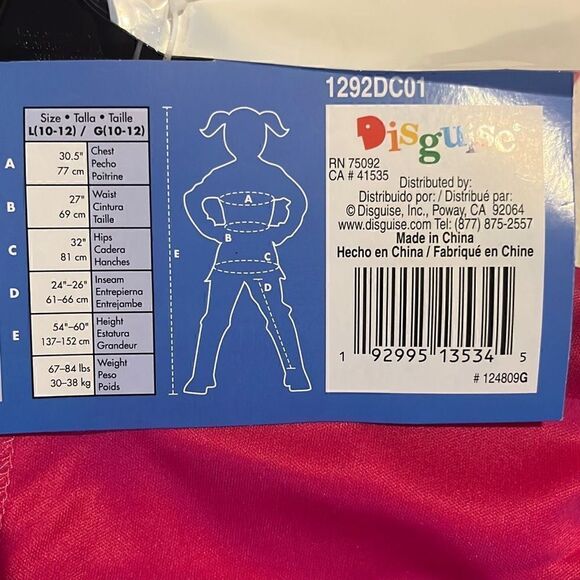 Size • Talla • Taille
L(10-12) / G(10-12)
A
30.5"
77 cm
Chest
Pecho
Poitrine
B
27"
69 cm
Waist
Cintura
Taille
C
32"
81 cm
Hips
Cadera
Hanches
D
24"–26"
61–66 cm
Inseam
Entrepierna
Entrejambe
E
54"–60"
137–152 cm
Height
Estatura
Grandeur
67–84 lbs
30–38 kg
Weight
Peso
Poids
E
A
B
C
D
1292DC01
Disguise
RN 75092
CA # 41535
Distributed by:
Distribuido por: / Distribué par:
© Disguise, Inc., Poway, CA 92064
www.disguise.com Tel: (877) 875-2557
Made in China
Hecho en China / Fabriqué en Chine
1 92995 13534 5
# 124809G